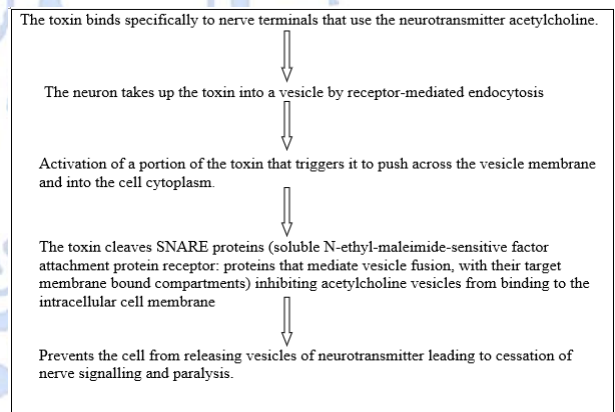 The toxin binds specifically to nerve terminals that use the neurotransmitter acetylcholine.
The neuron takes up the toxin into a vesicle by receptor-mediated endocytosis
Activation of a portion of the toxin that triggers it to push across the vesicle membrane
and into the cell cytoplasm.
The toxin cleaves SNARE proteins (soluble N-ethyl-maleimide-sensitive factor
attachment protein receptor: proteins that mediate vesicle fusion, with their target
membrane bound compartments) inhibiting acetylcholine vesicles from binding to the
intracellular cell membrane
Prevents the cell from releasing vesicles of neurotransmitter leading to cessation of
nerve signalling and paralysis.